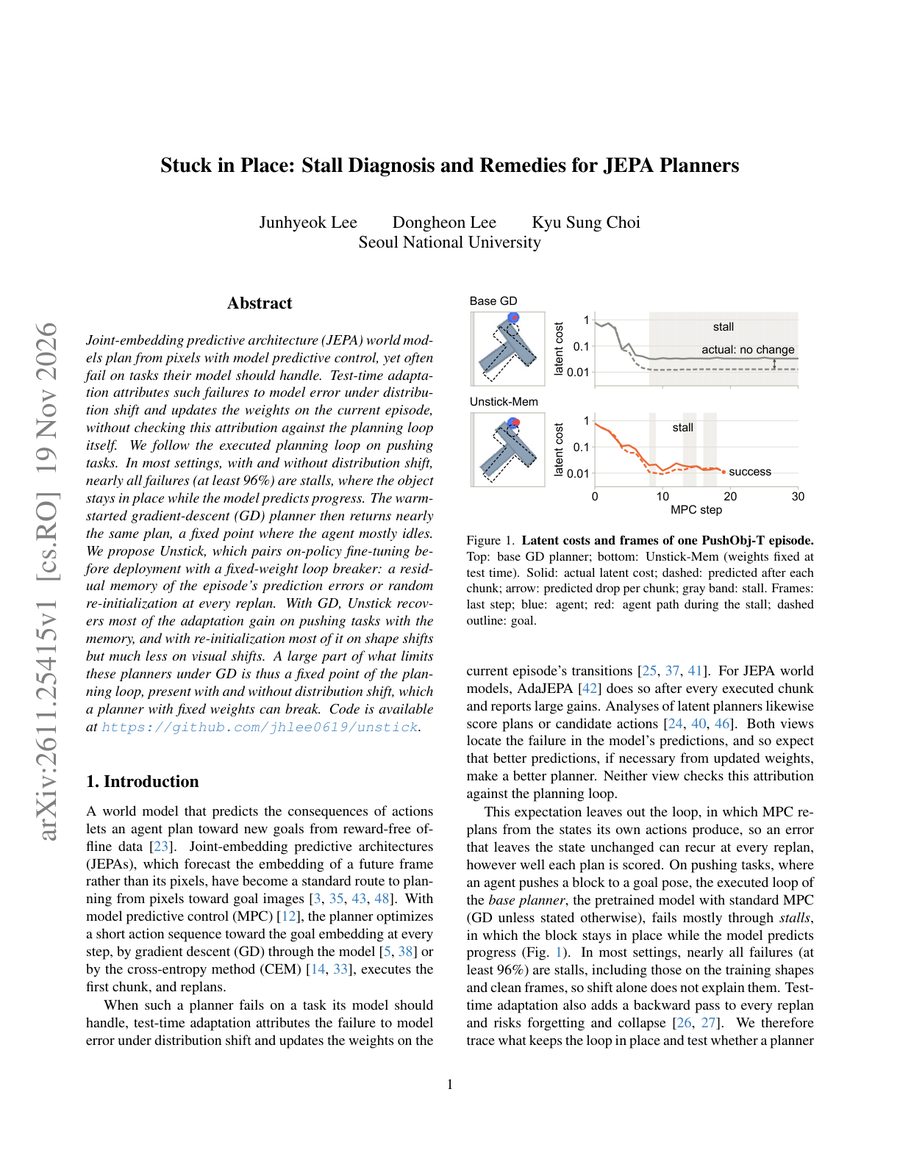 Stuck in Place: Stall Diagnosis and Remedies for JEPA Planners
Junhyeok Lee Dongheon Lee Kyu Sung Choi
Seoul National University
arXiv:2611.25415v1 [cs.RO] 19 Nov 2026
Abstract
Joint-embedding predictive architecture (JEPA) world mod-
els plan from pixels with model predictive control, yet often
fail on tasks their model should handle. Test-time adapta-
tion attributes such failures to model error under distribu-
tion shift and updates the weights on the current episode,
without checking this attribution against the planning loop
itself. We follow the executed planning loop on pushing
tasks. In most settings, with and without distribution shift,
nearly all failures (at least 96%) are stalls, where the object
stays in place while the model predicts progress. The warm-
started gradient-descent (GD) planner then returns nearly
the same plan, a fixed point where the agent mostly idles.
We propose Unstick, which pairs on-policy fine-tuning be-
fore deployment with a fixed-weight loop breaker: a resid-
ual memory of the episode's prediction errors or random
re-initialization at every replan. With GD, Unstick recov-
ers most of the adaptation gain on pushing tasks with the
memory, and with re-initialization most of it on shape shifts
but much less on visual shifts. A large part of what limits
these models under GD is thus a fixed point of the plan-
ning loop, present with and without distribution shift, which
a planner with fixed weights can break. Code is available
at https://github.com/jhlee0619/unstick.
1. Introduction
A world model that predicts the consequences of actions
lets an agent plan toward new goals from reward-free of-
fline data [23]. Joint-embedding predictive architectures
(JEPAs), which forecast the embedding of a future frame
rather than its pixels, have become a standard route to plan-
ning from pixels toward goal images [3, 35, 43, 48]. With
model predictive control (MPC) [12], the planner optimizes
a short action sequence toward the goal embedding at every
step, by gradient descent (GD) through the model [5, 38] or
by the cross-entropy method (CEM) [14, 33], executes the
first chunk, and replans.
When such a planner fails on a task its model should
handle, test-time adaptation attributes the failure to model
error under distribution shift and updates the weights on the
Base GD
latent cost
1
0.1
0.01
stall
actual: no change
Unstick-Mem
latent cost
1
0.1
0.01
stall
success
0 10 20 30
MPC step
Figure 1. Latent costs and frames of one PushObj-T episode.
Top: base GD planner; bottom: Unstick-Mem (weights fixed at
test time). Solid: actual latent cost; dashed: predicted after each
chunk; arrow: predicted drop per chunk; gray band: stall. Frames:
last step; blue: agent; red: agent path during the stall; dashed
outline: goal.
current episode's transitions [25, 37, 41]. For JEPA world
models, AdaJEPA [42] does so after every executed chunk
and reports large gains. Analyses of latent planners likewise
score plans or candidate actions [24, 40, 46]. Both views
locate the failure in the model's predictions, and so expect
that better predictions, if necessary from updated weights,
make a better planner. Neither view checks this attribution
against the planning loop.
This expectation leaves out the loop, in which MPC re-
plans from the states its own actions produce, so an error
that leaves the state unchanged can recur at every replan,
however well each plan is scored. On pushing tasks, where
an agent pushes a block to a goal pose, the executed loop of
the base planner, the pretrained model with standard MPC
(GD unless stated otherwise), fails mostly through stalls,
in which the block stays in place while the model predicts
progress (Fig. 1). In most settings, nearly all failures (at
least 96%) are stalls, including those on the training shapes
and clean frames, so shift alone does not explain them. Test-
time adaptation also adds a backward pass to every replan
and risks forgetting and collapse [26, 27]. We therefore
trace what keeps the loop in place and test whether a planner
1